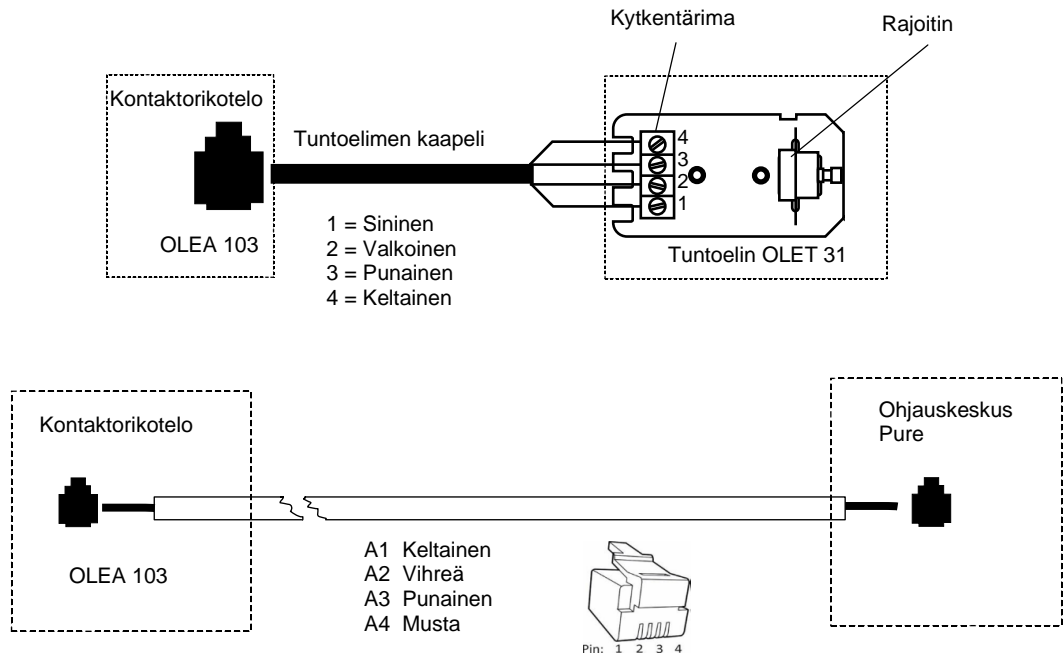 Kytkentärima
Rajoitin
Kontaktorikotelo
Tuntoelimen kaapeli
4
3
2
1
OLEA 103
1 = Sininen
2 = Valkoinen
3 = Punainen
4 = Keltainen
Tuntoelin OLET 31
Kontaktorikotelo
Ohjauskeskus
Pure
OLEA 103
A1 Keltainen
A2 Vihreä
A3 Punainen
A4 Musta
Pin: 1 2 3 4